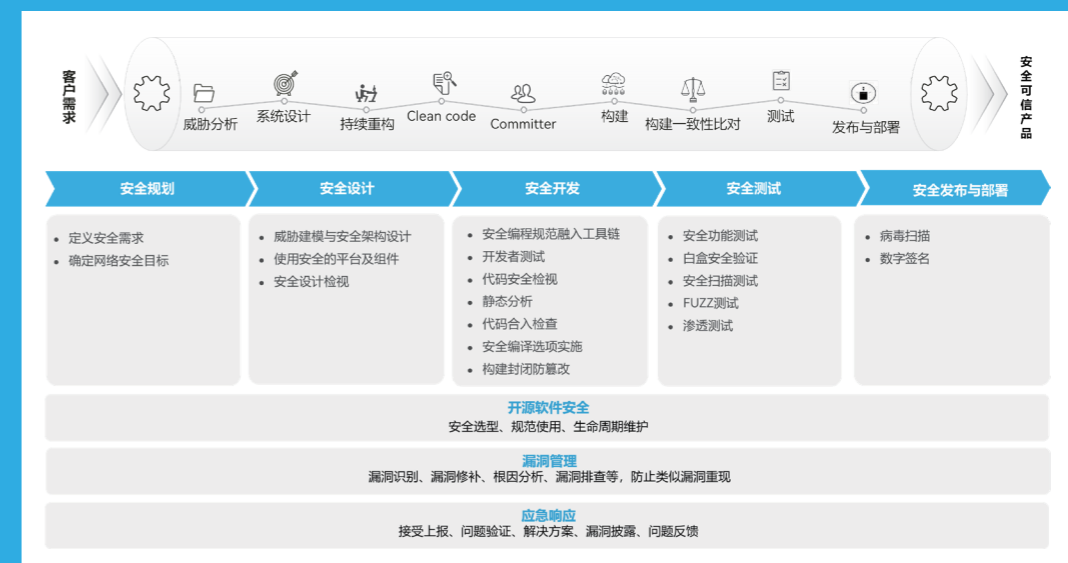 客户需求
威胁分析
系统设计
持续重构
Clean code
Committer
构建
构建一致性比对
测试
发布与部署
安全可信产品
安全规划
安全设计
安全开发
安全测试
安全发布与部署
• 定义安全需求
• 确定网络安全目标
• 威胁建模与安全架构设计
• 使用安全的平台及组件
• 安全设计检视
• 安全编程规范融入工具链
• 开发者测试
• 代码安全检视
• 静态分析
• 代码合入检查
• 安全编译选项实施
• 构建封闭防篡改
• 安全功能测试
• 白盒安全验证
• 安全扫描测试
• FUZZ测试
• 渗透测试
• 病毒扫描
• 数字签名
开源软件安全
安全选型、规范使用、生命周期维护
漏洞管理
漏洞识别、漏洞修补、根因分析、漏洞排查等，防止类似漏洞重现
应急响应
接受上报、问题验证、解决方案、漏洞披露、问题反馈